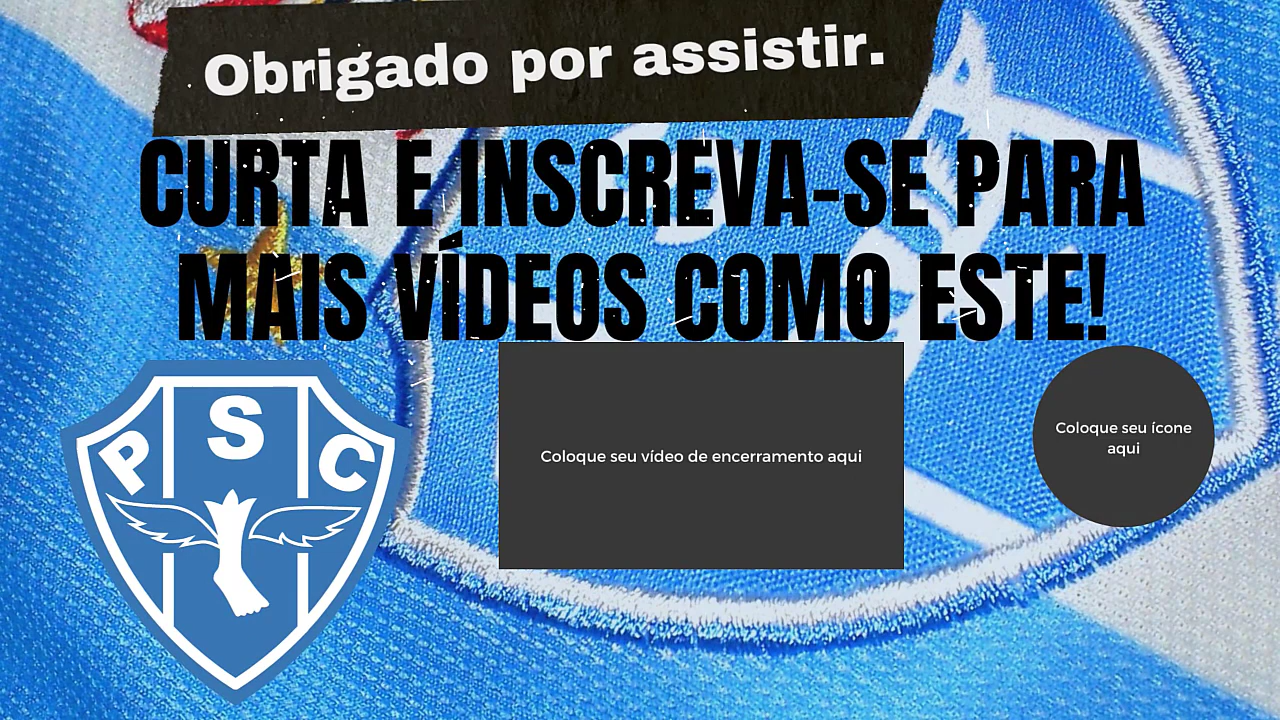 Obrigado por assistir.
CURTA E INSCREVA-SE PARA
MAIS VÍDEOS COMO ESTE!
P S C
Coloque seu vídeo de encerramento aqui
Coloque seu ícone
aqui